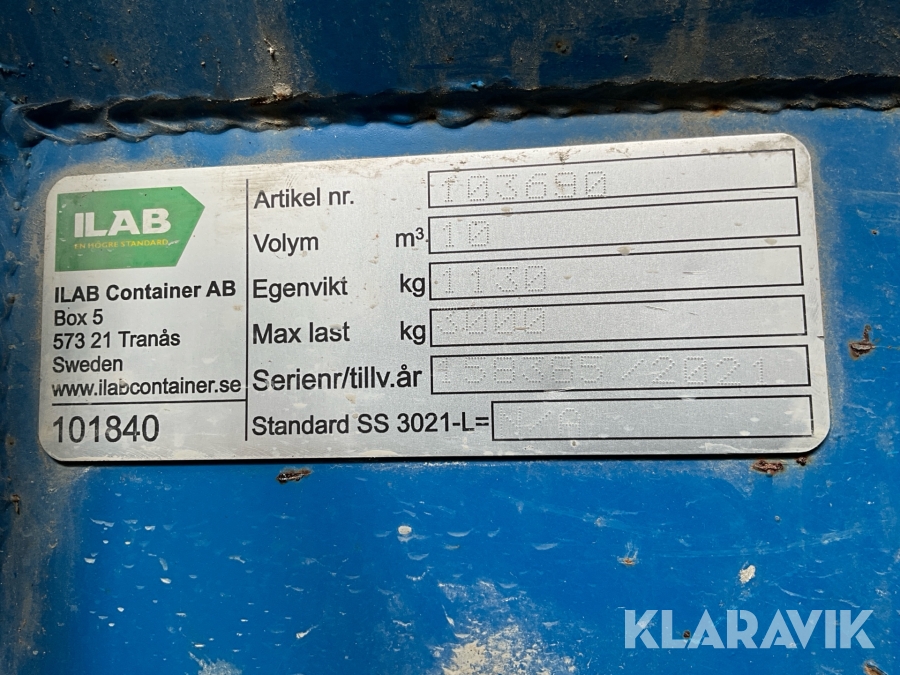 ILAB
EN HÖGRE STANDARD
ILAB Container AB
Box 5
573 21 Tranås
Sweden
www.ilabcontainer.se
101840
Artikel nr. 103690
Volym m³. 10
Egenvikt kg 1130
Max last kg 3000
Serienr/tillv.år 158385 /2021
Standard SS 3021-L= N/A
KLARAVIK